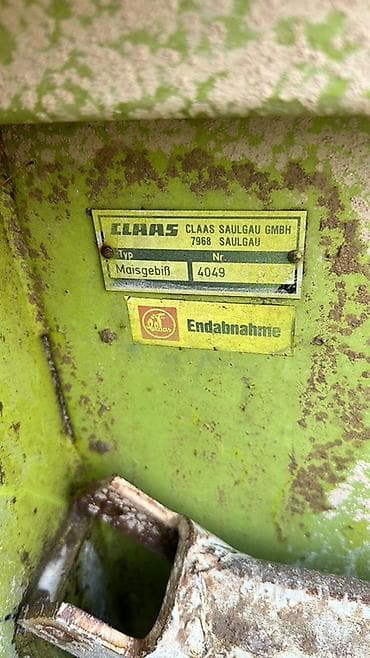 CLAAS CLAAS SAULGAU GMBH
7968 SAULGAU
Typ Nr.
Maisgebiß 4049
Claas Endabnahme